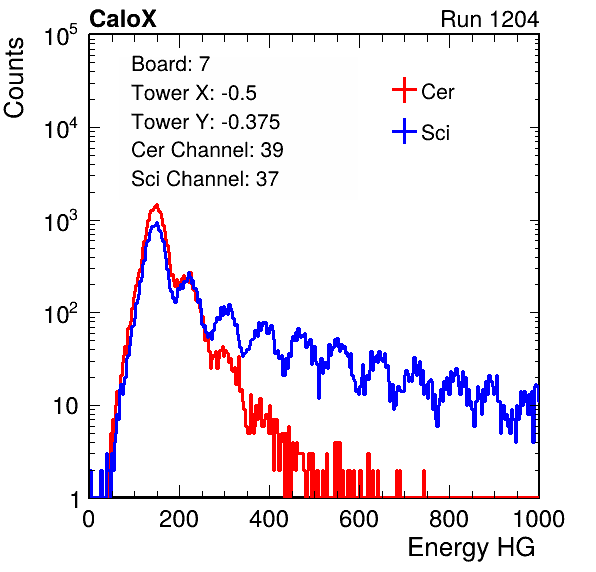 CaloX Run 1204
Counts
10^5
10^4
10^3
10^2
10
1
Board: 7
Tower X: -0.5
Tower Y: -0.375
Cer Channel: 39
Sci Channel: 37
Cer
Sci
0 200 400 600 800 1000
Energy HG